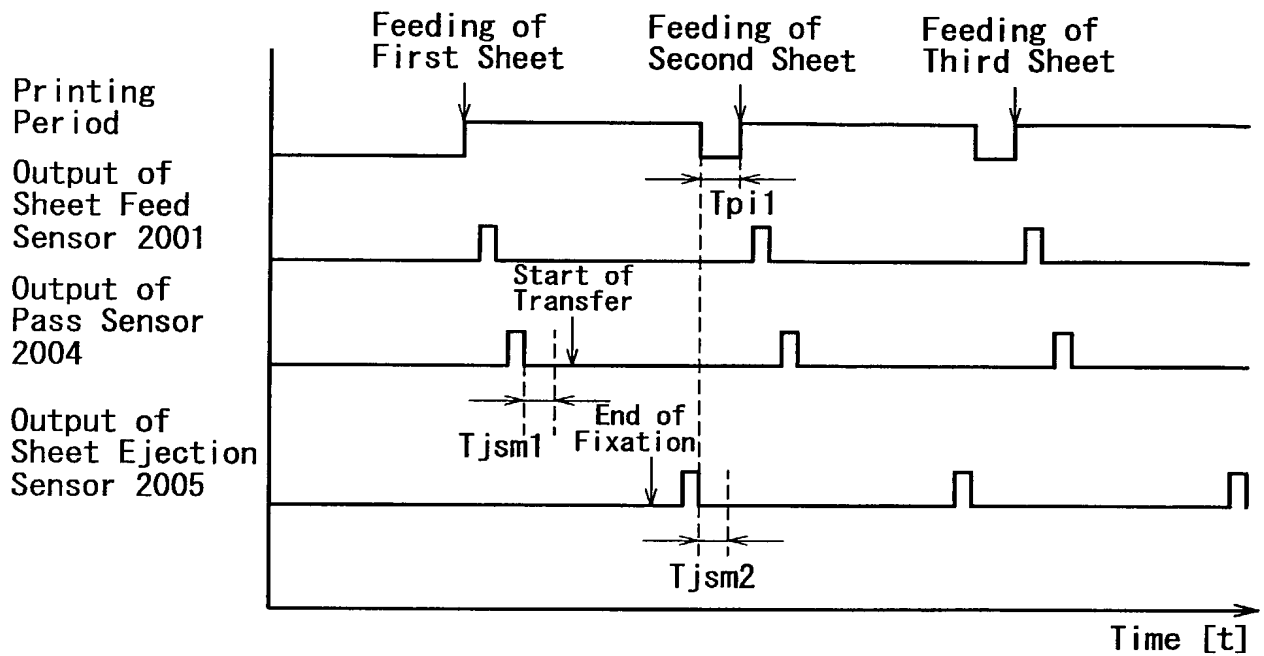 Feeding of
First Sheet
Feeding of
Second Sheet
Feeding of
Third Sheet
Printing
Period
Tpi1
Output of
Sheet Feed
Sensor 2001
Start of
Transfer
Output of
Pass Sensor
2004
Tjsm1
End of
Fixation
Output of
Sheet Ejection
Sensor 2005
Tjsm2
Time [t]